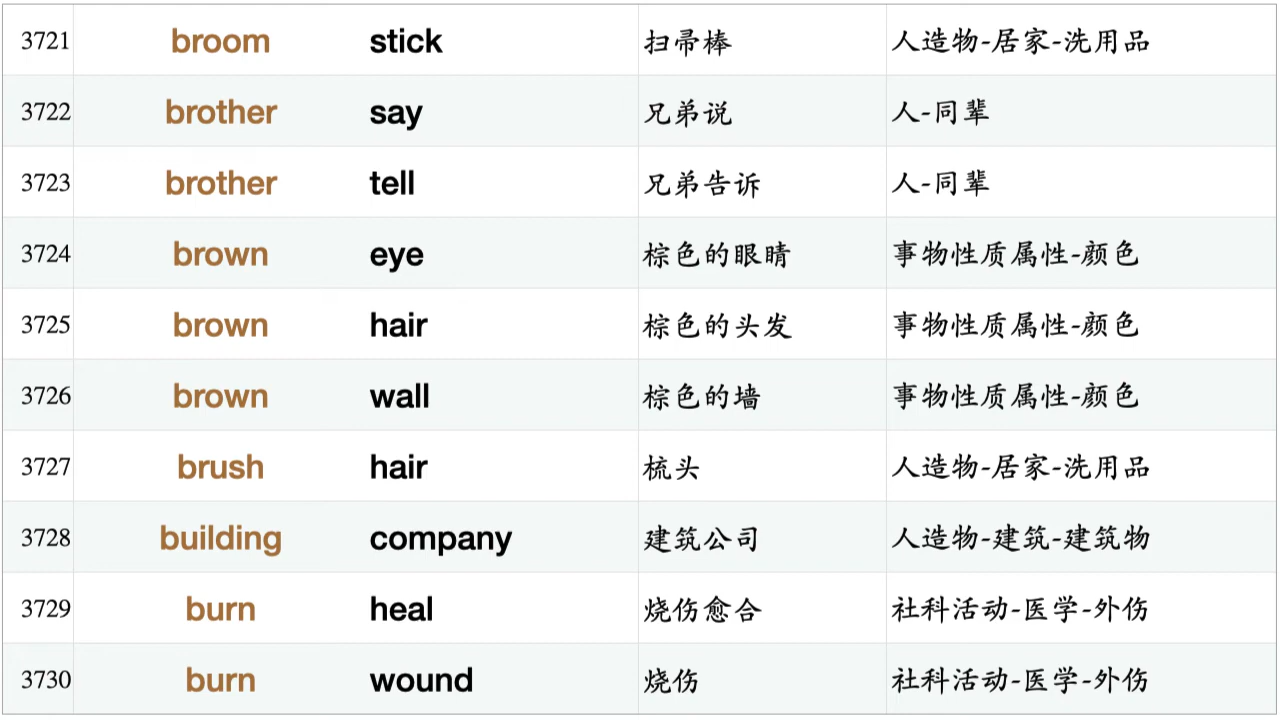 3721 broom stick 扫帚棒 人造物-居家-洗用品
3722 brother say 兄弟说 人-同辈
3723 brother tell 兄弟告诉 人-同辈
3724 brown eye 棕色的眼睛 事物性质属性-颜色
3725 brown hair 棕色的头发 事物性质属性-颜色
3726 brown wall 棕色的墙 事物性质属性-颜色
3727 brush hair 梳头 人造物-居家-洗用品
3728 building company 建筑公司 人造物-建筑-建筑物
3729 burn heal 烧伤愈合 社科活动-医学-外伤
3730 burn wound 烧伤 社科活动-医学-外伤